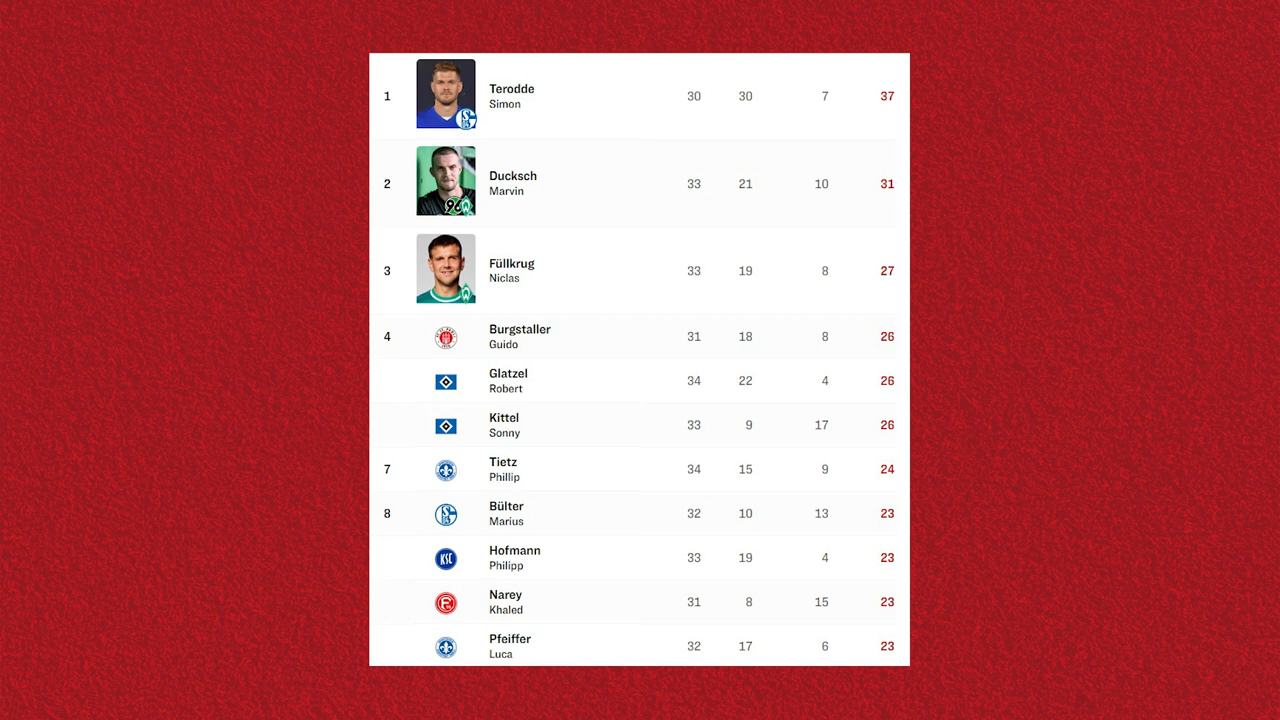 1 Terodde 30 30 7 37
Simon
2 Ducksch 33 21 10 31
Marvin
96
3 Füllkrug 33 19 8 27
Niclas
4 Burgstaller 31 18 8 26
Guido
Glatzel 34 22 4 26
Robert
Kittel 33 9 17 26
Sonny
7 Tietz 34 15 9 24
Phillip
8 Bülter 32 10 13 23
Marius
KSC Hofmann 33 19 4 23
Philipp
Narey 31 8 15 23
Khaled
Pfeiffer 32 17 6 23
Luca